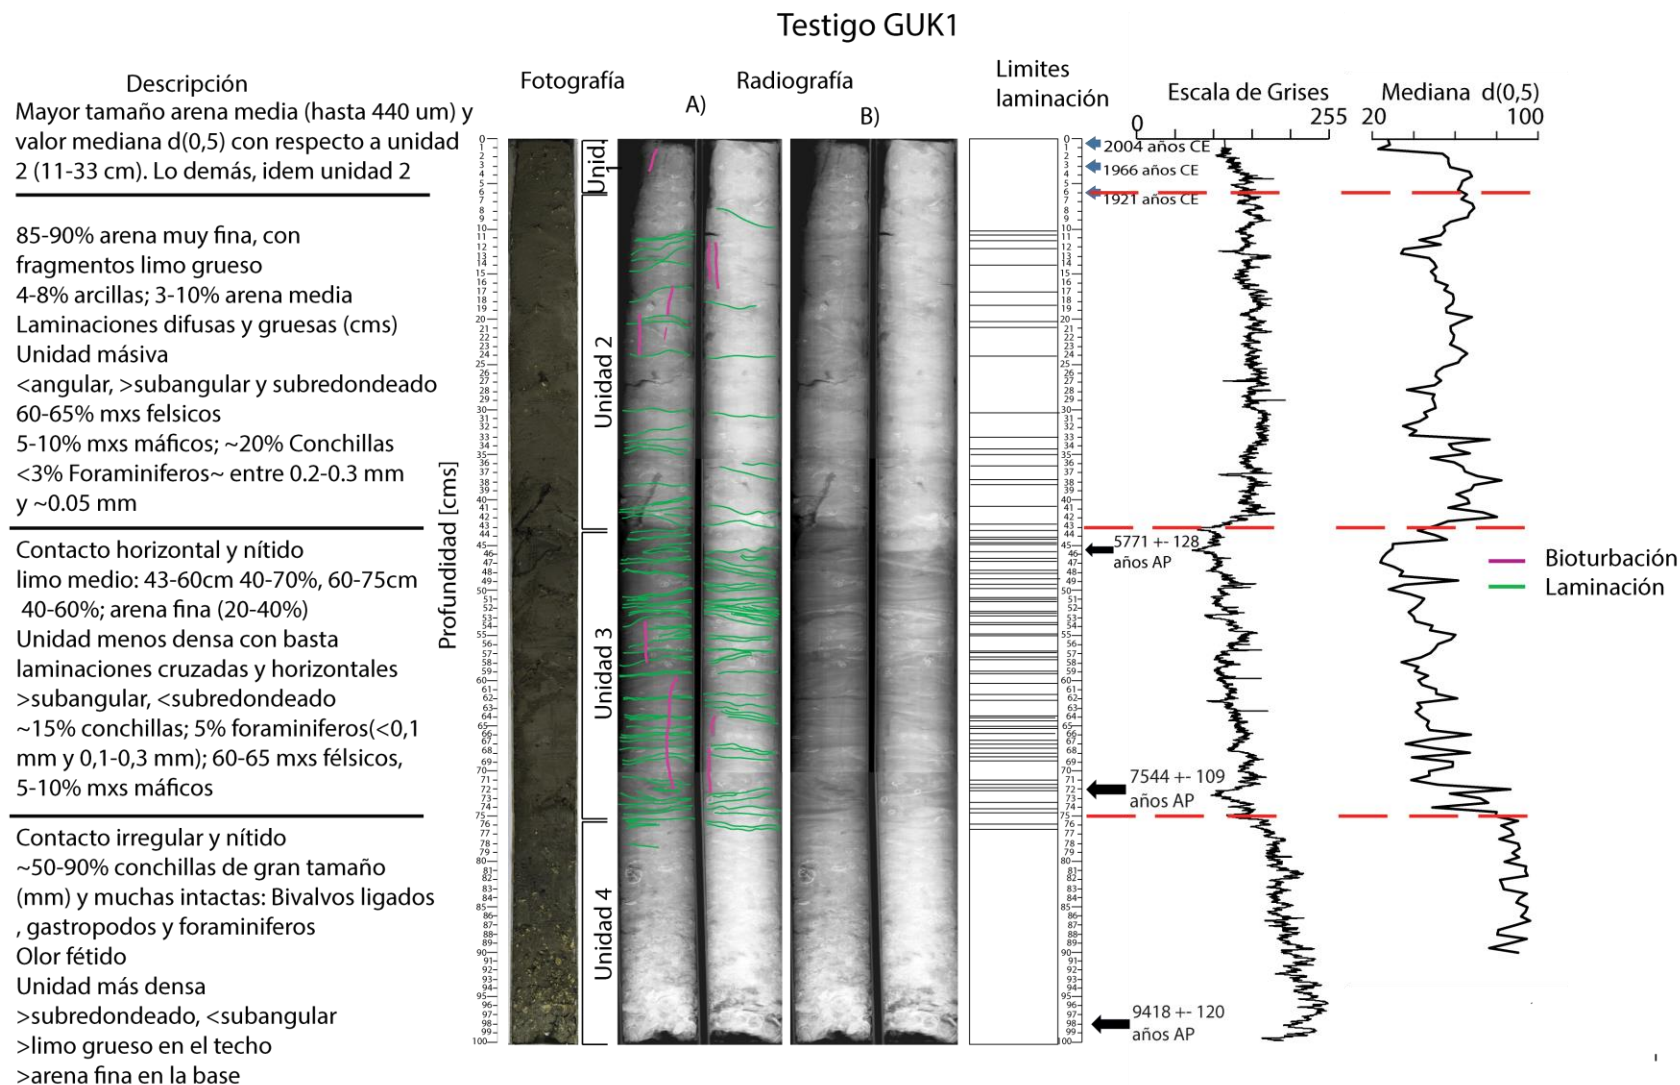 Testigo GUK1
Descripción
Mayor tamaño arena media (hasta 440 um) y
valor mediana d(0,5) con respecto a unidad
2 (11-33 cm). Lo demás, idem unidad 2
85-90% arena muy fina, con
fragmentos limo grueso
4-8% arcillas; 3-10% arena media
Laminaciones difusas y gruesas (cms)
Unidad másiva
<angular, >subangular y subredondeado
60-65% mxs felsicos
5-10% mxs máficos; ~20% Conchillas
<3% Foraminiferos~ entre 0.2-0.3 mm
y ~0.05 mm
Contacto horizontal y nítido
limo medio: 43-60cm 40-70%, 60-75cm
40-60%; arena fina (20-40%)
Unidad menos densa con basta
laminaciones cruzadas y horizontales
>subangular, <subredondeado
~15% conchillas; 5% foraminiferos(<0,1
mm y 0,1-0,3 mm); 60-65 mxs félsicos,
5-10% mxs máficos
Contacto irregular y nítido
~50-90% conchillas de gran tamaño
(mm) y muchas intactas: Bivalvos ligados
, gastropodos y foraminiferos
Olor fétido
Unidad más densa
>subredondeado, <subangular
>limo grueso en el techo
>arena fina en la base
Profundidad [cms]
Fotografía
Radiografía
A)
B)
Unid.
1
Unidad 2
Unidad 3
Unidad 4
Limites
laminación
Escala de Grises
0 255
Mediana d(0,5)
20 100
2004 años CE
1966 años CE
1921 años CE
5771 +- 128
años AP
7544 +- 109
años AP
9418 +- 120
años AP
Bioturbación
Laminación